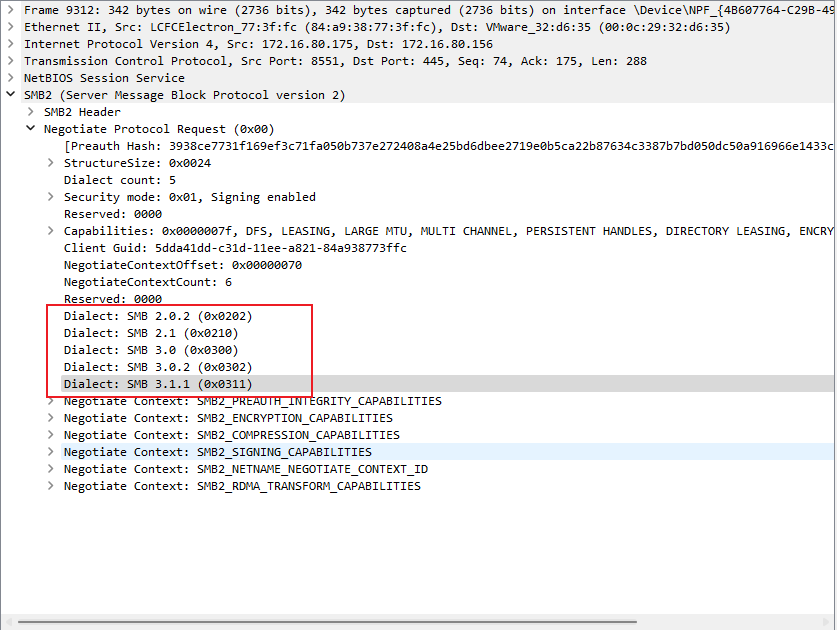 Frame 9312: 342 bytes on wire (2736 bits), 342 bytes captured (2736 bits) on interface \Device\NPF_{4B607764-C29B-49
Ethernet II, Src: LCFCElectron_77:3f:fc (84:a9:38:77:3f:fc), Dst: VMware_32:d6:35 (00:0c:29:32:d6:35)
Internet Protocol Version 4, Src: 172.16.80.175, Dst: 172.16.80.156
Transmission Control Protocol, Src Port: 8551, Dst Port: 445, Seq: 74, Ack: 175, Len: 288
NetBIOS Session Service
SMB2 (Server Message Block Protocol version 2)
SMB2 Header
Negotiate Protocol Request (0x00)
[Preauth Hash: 3938ce7731f169ef3c71fa050b737e272408a4e25bd6dbee2719e0b5ca22b87634c3387b7bd050dc50a916966e1433c
StructureSize: 0x0024
Dialect count: 5
Security mode: 0x01, Signing enabled
Reserved: 0000
Capabilities: 0x0000007f, DFS, LEASING, LARGE MTU, MULTI CHANNEL, PERSISTENT HANDLES, DIRECTORY LEASING, ENCRY
Client Guid: 5dda41dd-c31d-11ee-a821-84a938773ffc
NegotiateContextOffset: 0x00000070
NegotiateContextCount: 6
Reserved: 0000
Dialect: SMB 2.0.2 (0x0202)
Dialect: SMB 2.1 (0x0210)
Dialect: SMB 3.0 (0x0300)
Dialect: SMB 3.0.2 (0x0302)
Dialect: SMB 3.1.1 (0x0311)
Negotiate Context: SMB2_PREAUTH_INTEGRITY_CAPABILITIES
Negotiate Context: SMB2_ENCRYPTION_CAPABILITIES
Negotiate Context: SMB2_COMPRESSION_CAPABILITIES
Negotiate Context: SMB2_SIGNING_CAPABILITIES
Negotiate Context: SMB2_NETNAME_NEGOTIATE_CONTEXT_ID
Negotiate Context: SMB2_RDMA_TRANSFORM_CAPABILITIES